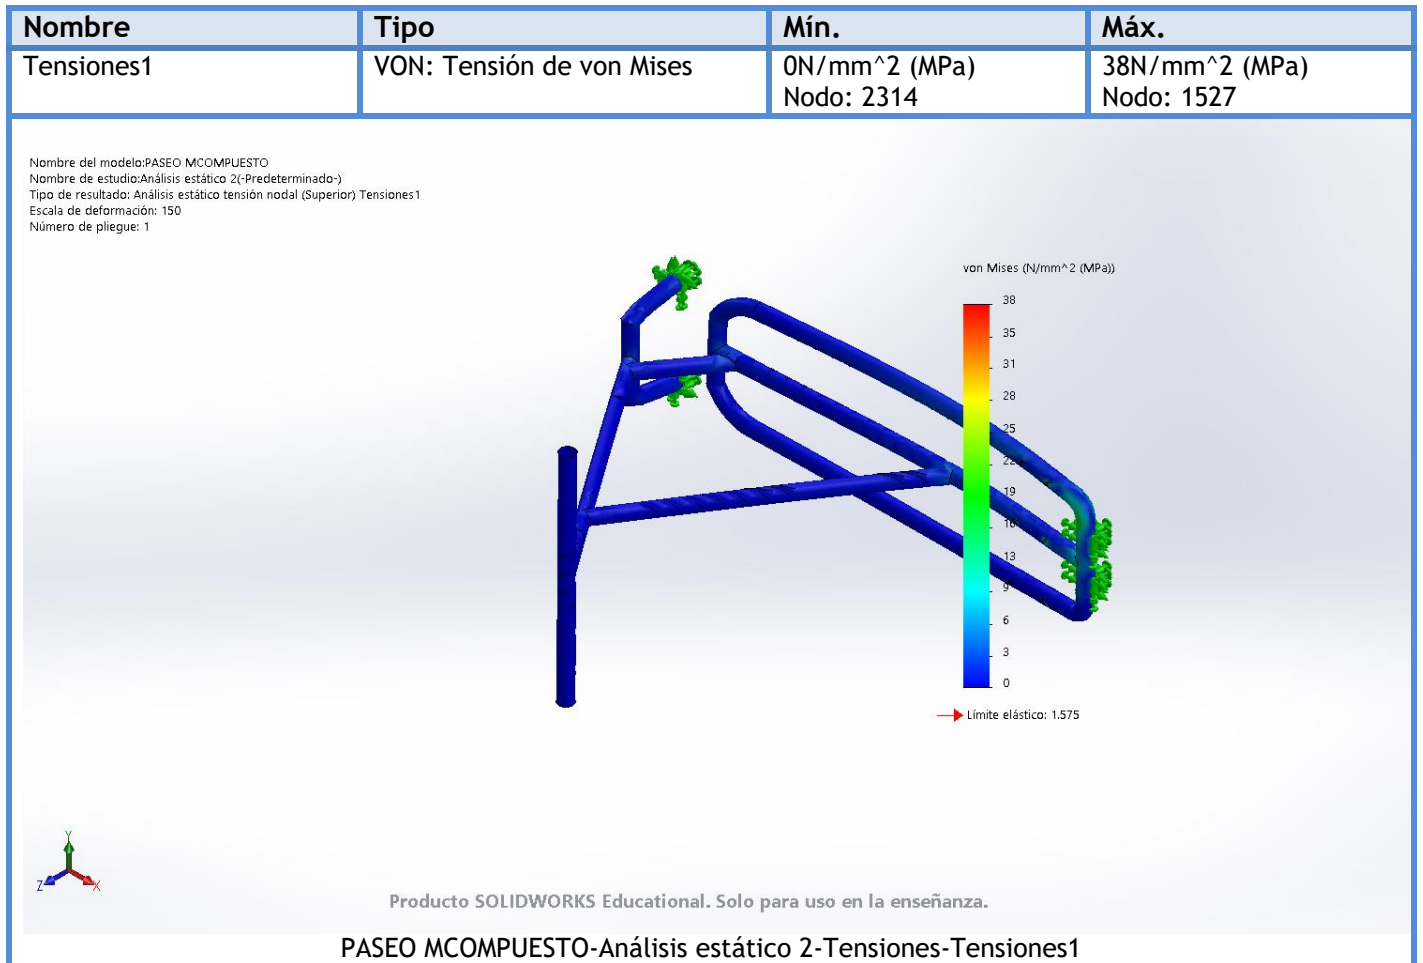 Nombre Tipo Mín. Máx.
Tensiones1 VON: Tensión de von Mises 0N/mm^2 (MPa) 38N/mm^2 (MPa)
Nodo: 2314 Nodo: 1527
Nombre del modelo:PASEO MCOMPUESTO
Nombre de estudio:Análisis estático 2(-Predeterminado-)
Tipo de resultado: Análisis estático tensión nodal (Superior) Tensiones1
Escala de deformación: 150
Número de pliegue: 1
von Mises (N/mm^2 (MPa))
38
35
31
28
25
22
19
16
13
9
6
3
0
Límite elástico: 1.575
Y
Z X
Producto SOLIDWORKS Educational. Solo para uso en la enseñanza.
PASEO MCOMPUESTO-Análisis estático 2-Tensiones-Tensiones1